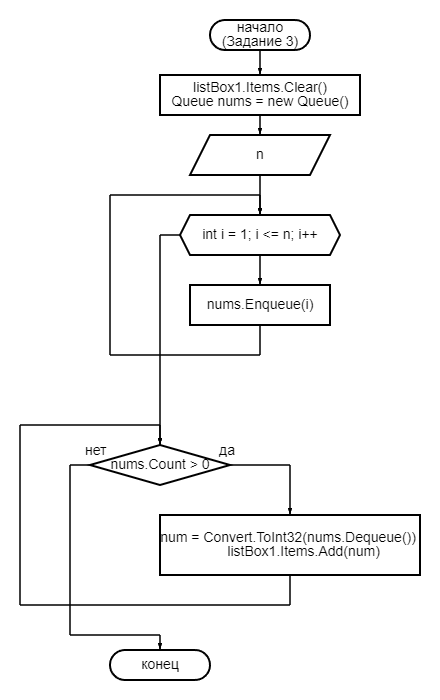 начало
(Задание 3)
listBox1.Items.Clear()
Queue nums = new Queue()
n
int i = 1; i <= n; i++
nums.Enqueue(i)
нет
да
nums.Count > 0
num = Convert.ToInt32(nums.Dequeue())
listBox1.Items.Add(num)
конец